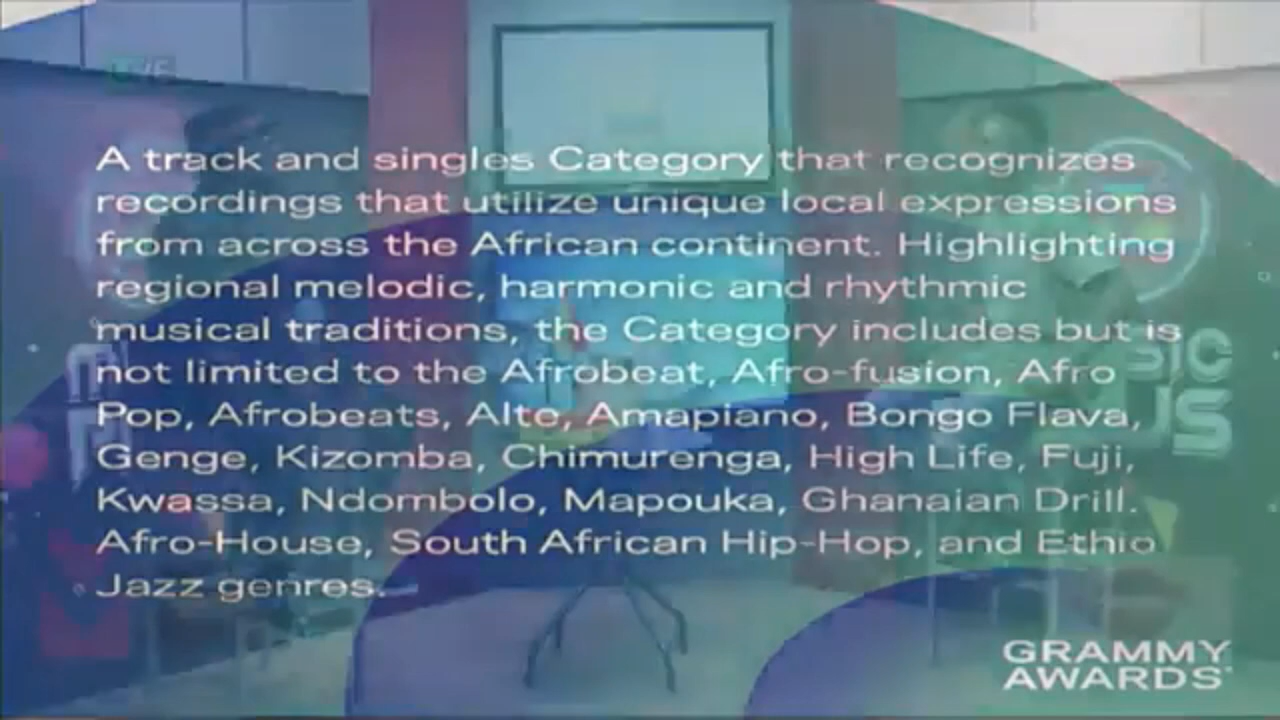 LIVE
A track and singles Category that recognizes
recordings that utilize unique local expressions
from across the African continent. Highlighting
regional melodic, harmonic and rhythmic
musical traditions, the Category includes but is
not limited to the Afrobeat, Afro-fusion, Afro
Pop, Afrobeats, Alte, Amapiano, Bongo Flava,
Genge, Kizomba, Chimurenga, High Life, Fuji,
Kwassa, Ndombolo, Mapouka, Ghanaian Drill.
Afro-House, South African Hip-Hop, and Ethio
Jazz genres.
SIC
US
GRAMMY
AWARDS